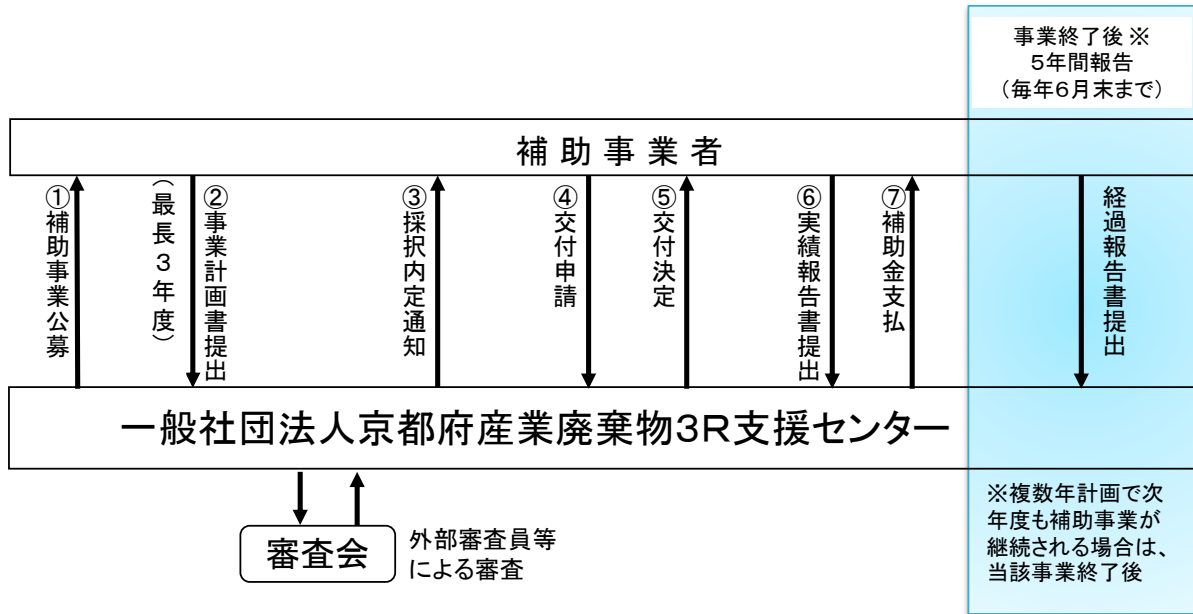 事業終了後※
5年間報告
(毎年6月末まで)
補助事業者
①補助事業公募
②事業計画書提出
(最長3年度)
③採択内定通知
④交付申請
⑤交付決定
⑥実績報告書提出
⑦補助金支払
経過報告書提出
一般社団法人京都府産業廃棄物3R支援センター
審査会
外部審査員等
による審査
※複数年計画で次
年度も補助事業が
継続される場合は、
当該事業終了後